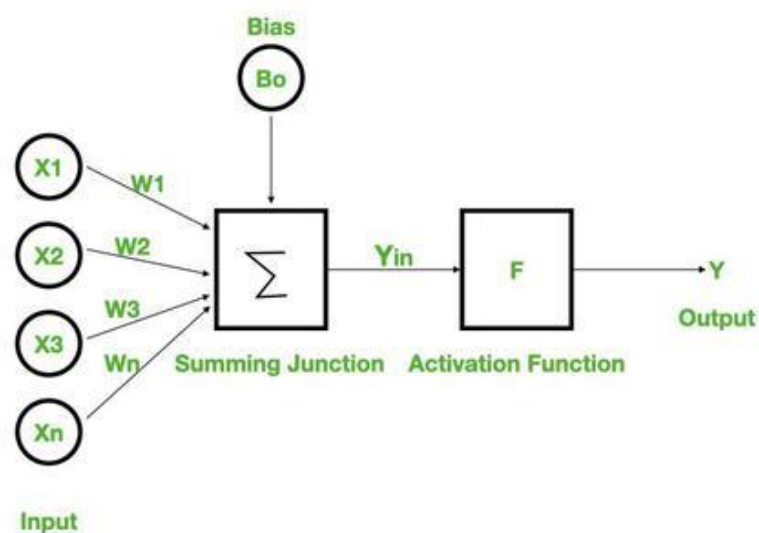 Bias
Bo
X1
W1
X2
W2
X3
W3
Xn
Wn
∑
Yin
F
Y
Output
Summing Junction
Activation Function
Input